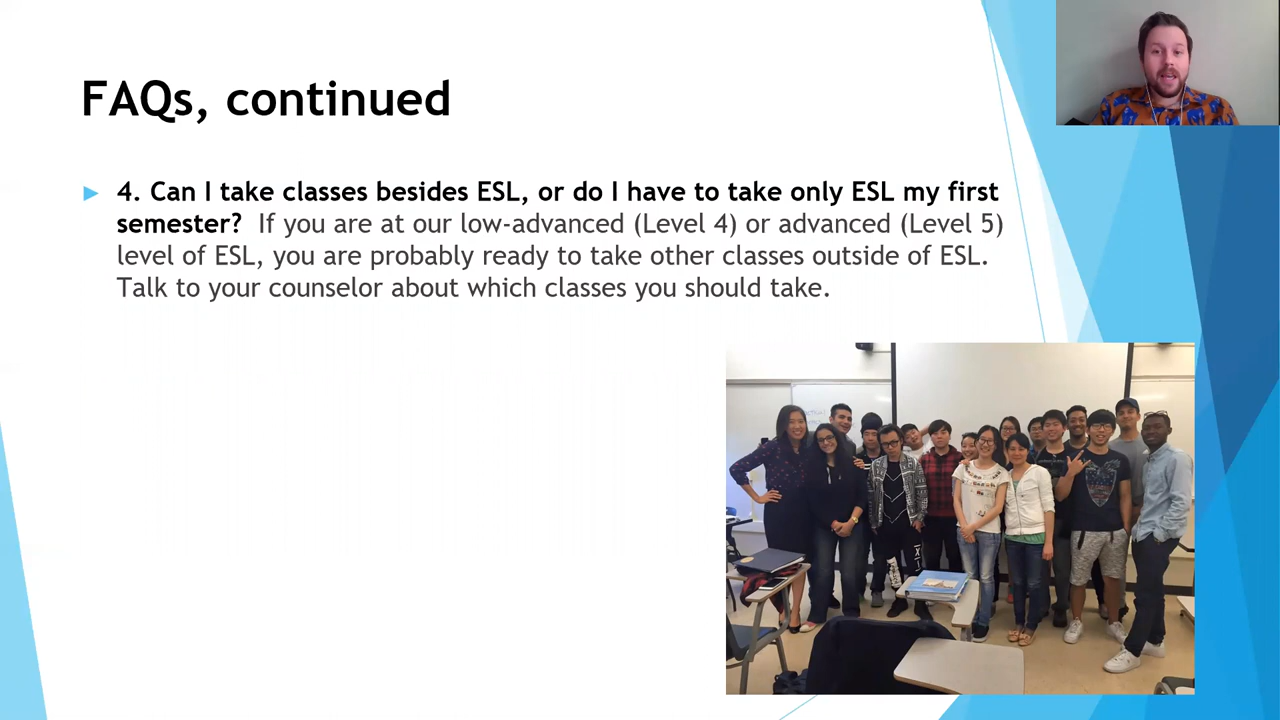 FAQs, continued
4. Can I take classes besides ESL, or do I have to take only ESL my first
semester?  If you are at our low-advanced (Level 4) or advanced (Level 5)
level of ESL, you are probably ready to take other classes outside of ESL.
Talk to your counselor about which classes you should take.